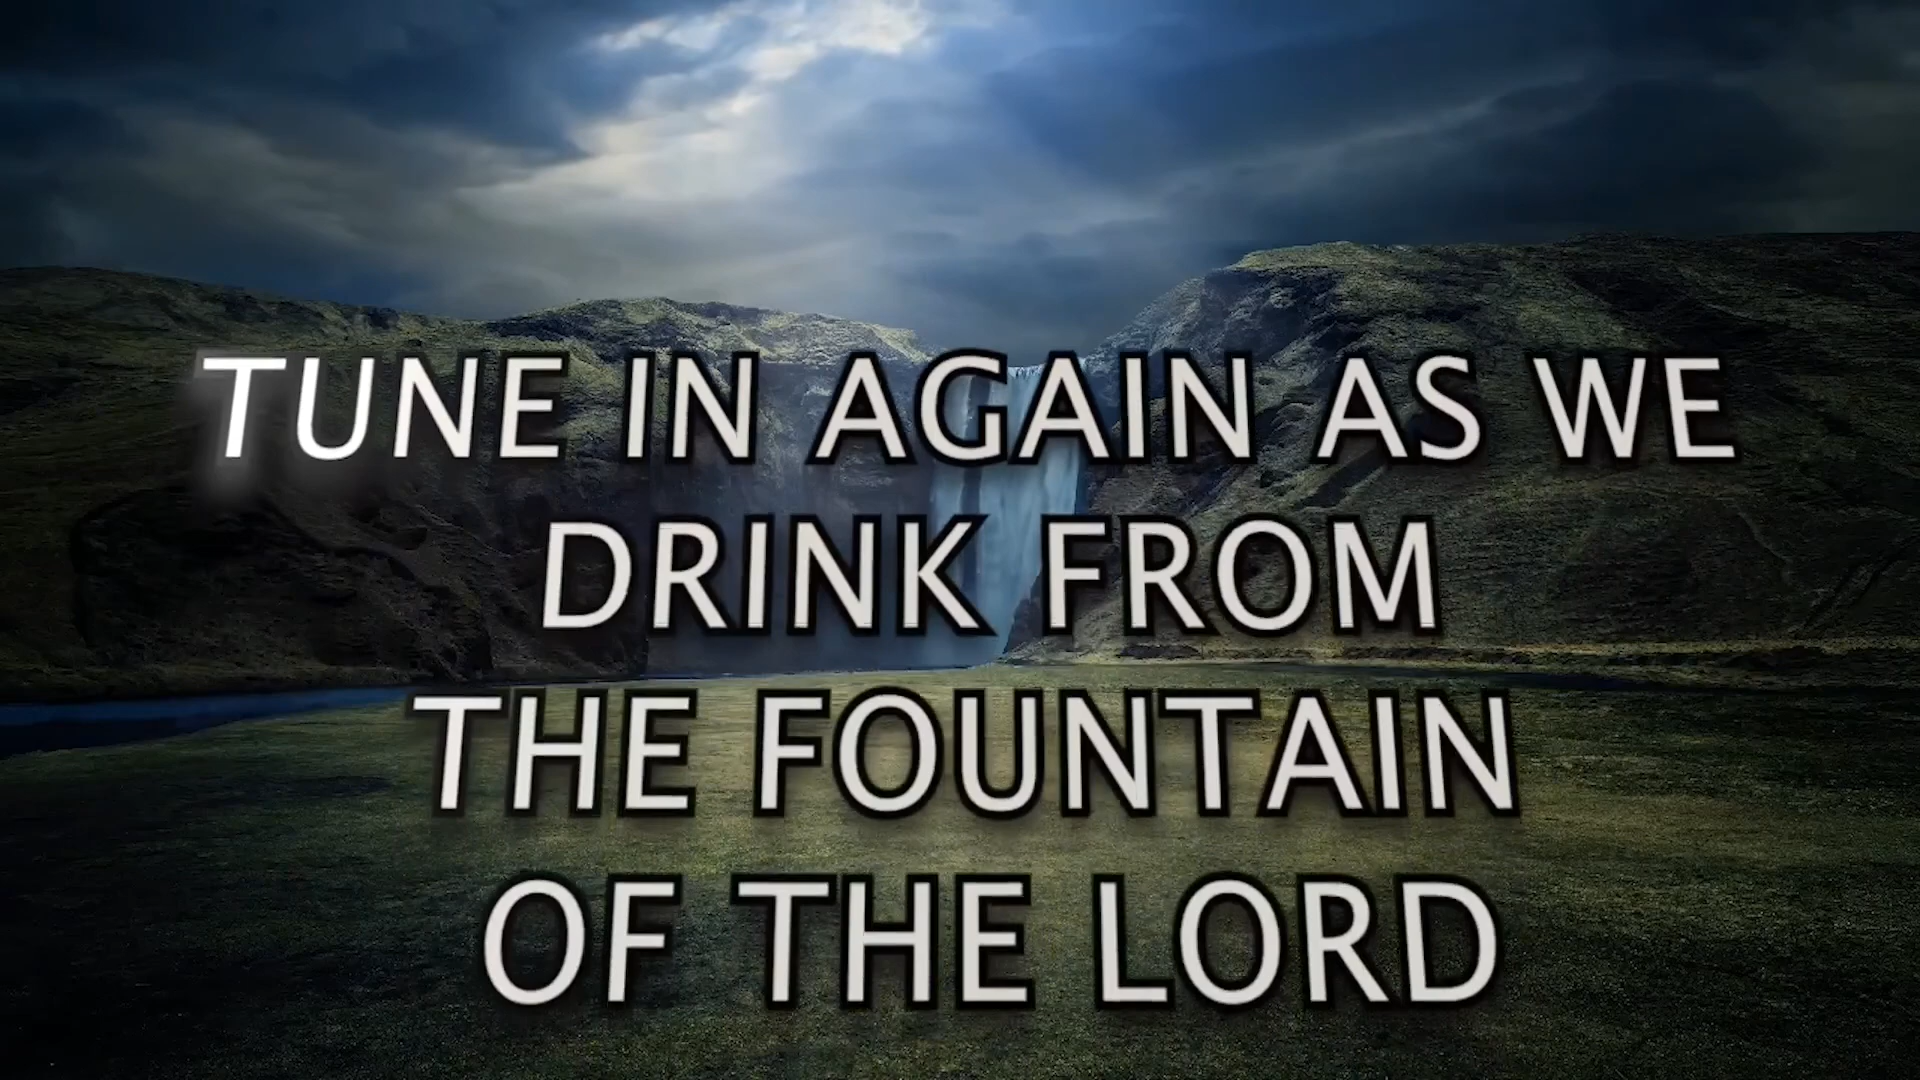 TUNE IN AGAIN AS WE
DRINK FROM
THE FOUNTAIN
OF THE LORD